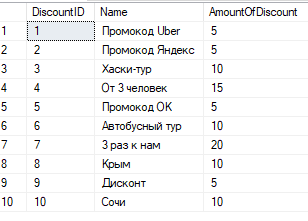 DiscountID Name AmountOfDiscount
1 1 Промокод Uber 5
2 2 Промокод Яндекс 5
3 3 Хаски-тур 10
4 4 От 3 человек 15
5 5 Промокод OK 5
6 6 Автобусный тур 10
7 7 3 раз к нам 20
8 8 Крым 10
9 9 Дисконт 5
10 10 Сочи 10